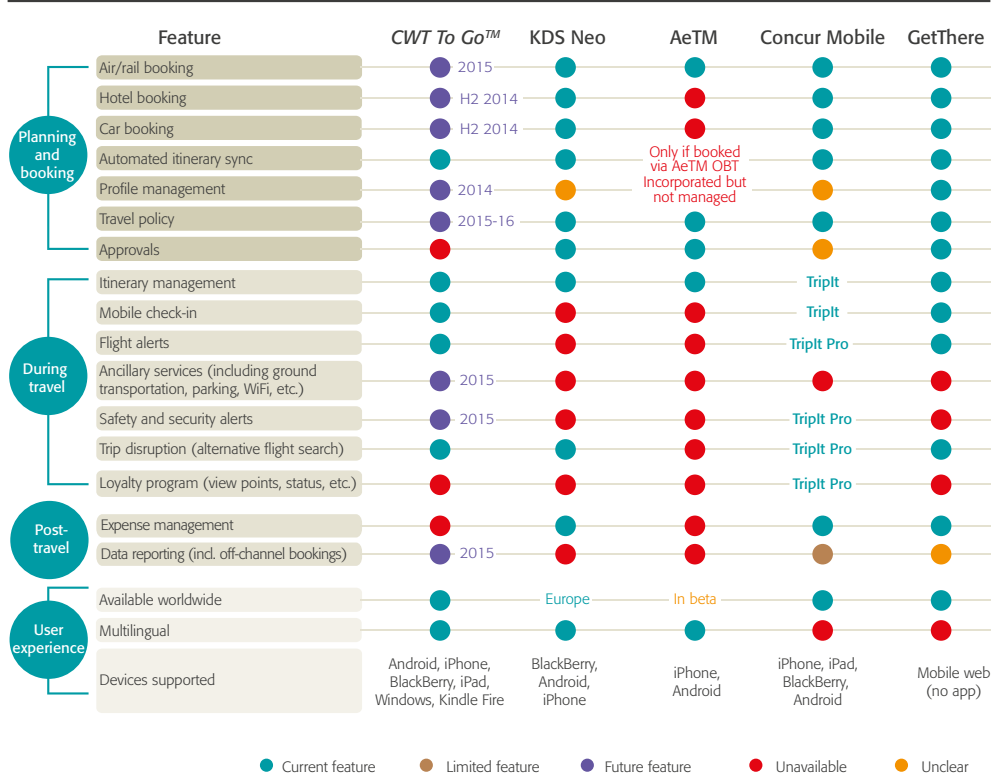 Feature CWT To Go™ KDS Neo AeTM Concur Mobile GetThere
Planning
and
booking
Air/rail booking 2015
Hotel booking H2 2014
Car booking H2 2014
Automated itinerary sync
Only if booked
via AeTM OBT
Profile management 2014
Incorporated but
not managed
Travel policy 2015-16
Approvals
During
travel
Itinerary management TripIt
Mobile check-in TripIt
Flight alerts TripIt Pro
Ancillary services (including ground
transportation, parking, WiFi, etc.) 2015
Safety and security alerts 2015 TripIt Pro
Trip disruption (alternative flight search) TripIt Pro
Loyalty program (view points, status, etc.) TripIt Pro
Post-
travel
Expense management
Data reporting (incl. off-channel bookings) 2015
User
experience
Available worldwide Europe In beta
Multilingual
Devices supported
Android, iPhone,
BlackBerry, iPad,
Windows, Kindle Fire
BlackBerry,
Android,
iPhone
iPhone,
Android
iPhone, iPad,
BlackBerry,
Android
Mobile web
(no app)
Current feature Limited feature Future feature Unavailable Unclear